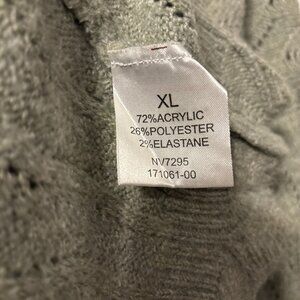 XL
72%ACRYLIC
26%POLYESTER
2%ELASTANE
NV7295
171061-00